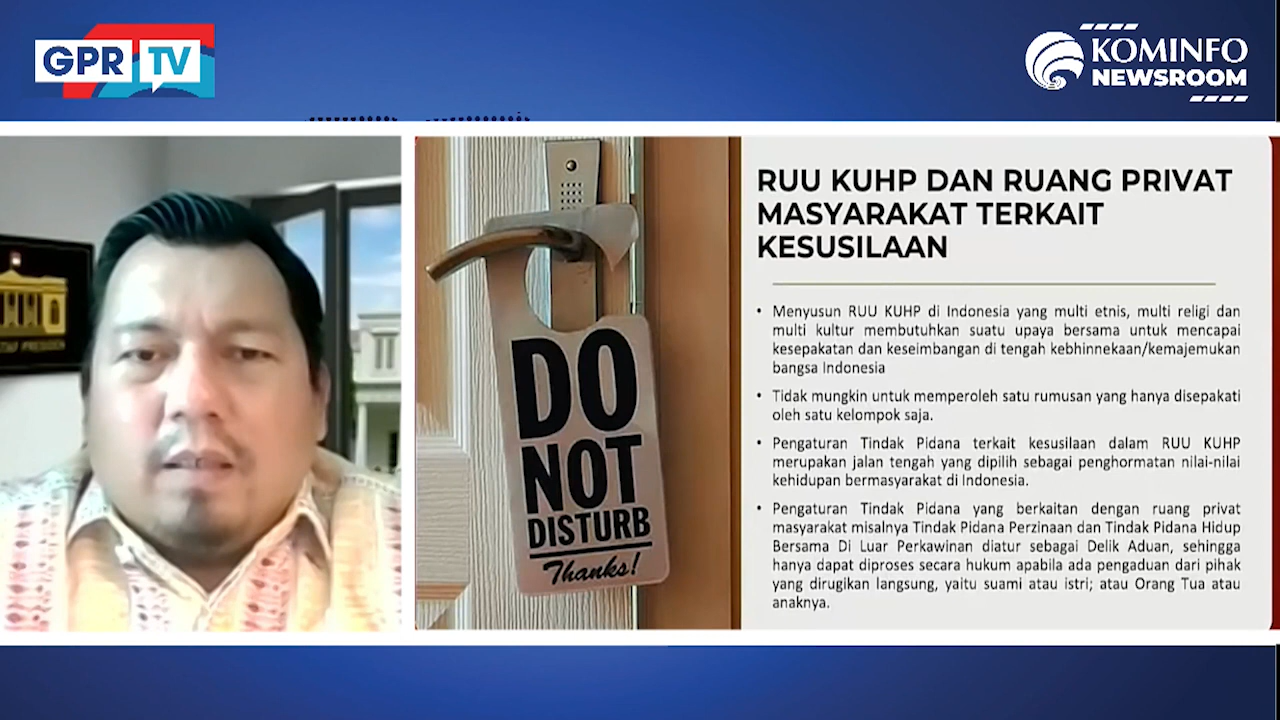 GPR TV
KOMINFO
NEWSROOM
DO
NOT
DISTURB
Thanks!
RUU KUHP DAN RUANG PRIVAT
MASYARAKAT TERKAIT
KESUSILAAN
• Menyusun RUU KUHP di Indonesia yang multi etnis, multi religi dan
multi kultur membutuhkan suatu upaya bersama untuk mencapai
kesepakatan dan keseimbangan di tengah kebhinnekaan/kemajemukan
bangsa Indonesia
• Tidak mungkin untuk memperoleh satu rumusan yang hanya disepakati
oleh satu kelompok saja.
• Pengaturan Tindak Pidana terkait kesusilaan dalam RUU KUHP
merupakan jalan tengah yang dipilih sebagai penghormatan nilai-nilai
kehidupan bermasyarakat di Indonesia.
• Pengaturan Tindak Pidana yang berkaitan dengan ruang privat
masyarakat misalnya Tindak Pidana Perzinaan dan Tindak Pidana Hidup
Bersama Di Luar Perkawinan diatur sebagai Delik Aduan, sehingga
hanya dapat diproses secara hukum apabila ada pengaduan dari pihak
yang dirugikan langsung, yaitu suami atau istri; atau Orang Tua atau
anaknya.